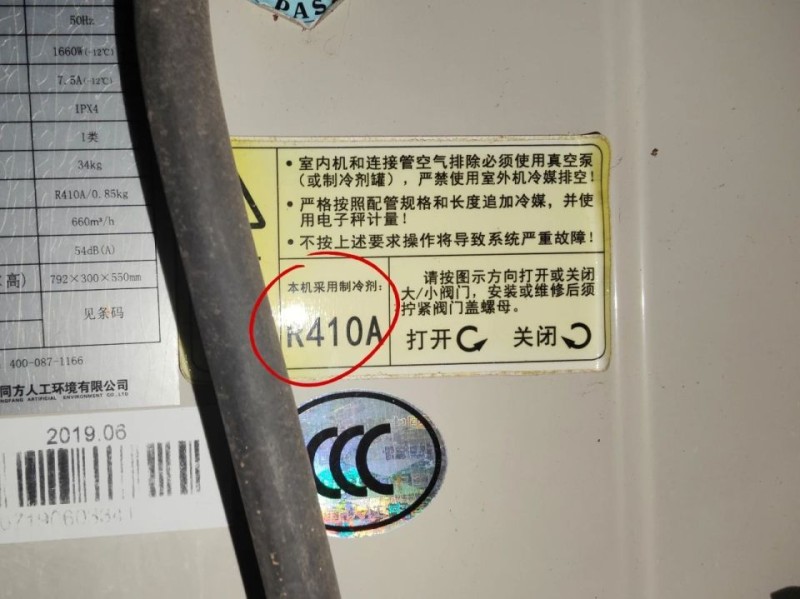 PAS
50Hz
1660W(-12℃)
7.5A(-12℃)
IPX4
I类
34kg
R410A/0.85kg
660m³/h
54dB(A)
高)
792×300×550mm
见条码
400-087-1166
同方人工环境有限公司
ARTIFICIAL ENVIRONMENT CO.,LTD
2019.06
• 室内机和连接管空气排除必须使用真空泵
(或制冷剂罐），严禁使用室外机冷媒排空!
• 严格按照配管规格和长度追加冷媒，并使
用电子秤计量!
• 不按上述要求操作将导致系统严重故障!
本机采用制冷剂:
R410A
请按图示方向打开或关闭
大/小阀门，安装或维修后须
拧紧阀门盖螺母。
打开 关闭
CCC